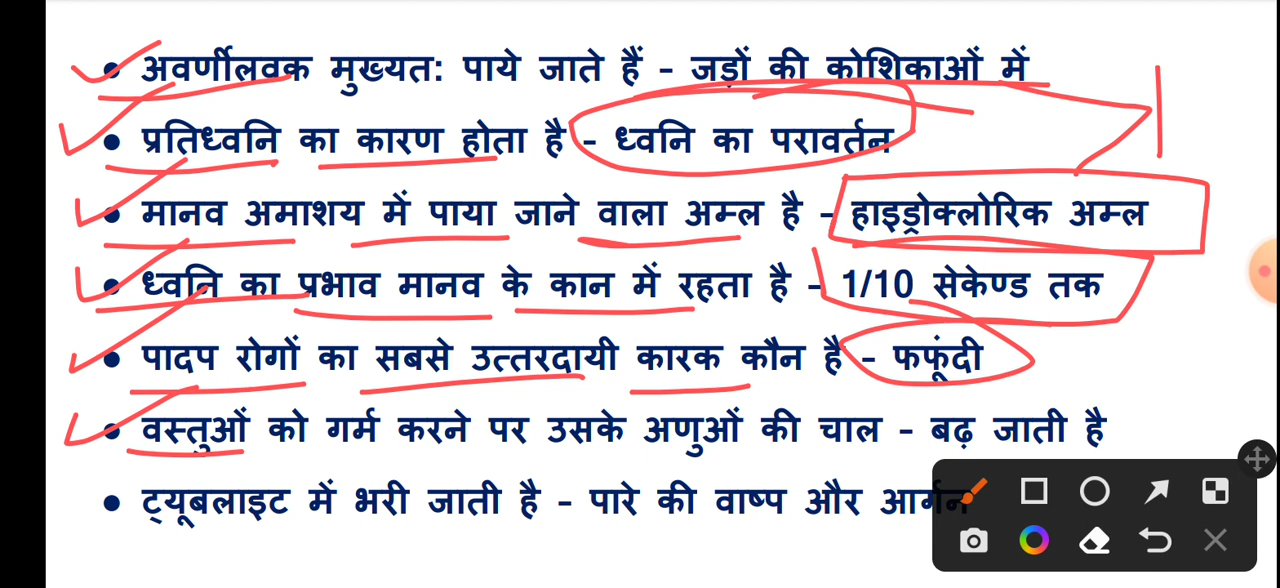 • अवर्णीलवक मुख्यत: पाये जाते हैं - जड़ों की कोशिकाओं में
• प्रतिध्वनि का कारण होता है - ध्वनि का परावर्तन
• मानव अमाशय में पाया जाने वाला अम्ल है - हाइड्रोक्लोरिक अम्ल
• ध्वनि का प्रभाव मानव के कान में रहता है - 1/10 सेकेण्ड तक
• पादप रोगों का सबसे उत्तरदायी कारक कौन है - फफूंदी
• वस्तुओं को गर्म करने पर उसके अणुओं की चाल - बढ़ जाती है
• ट्यूबलाइट में भरी जाती है - पारे की वाष्प और आर्गन